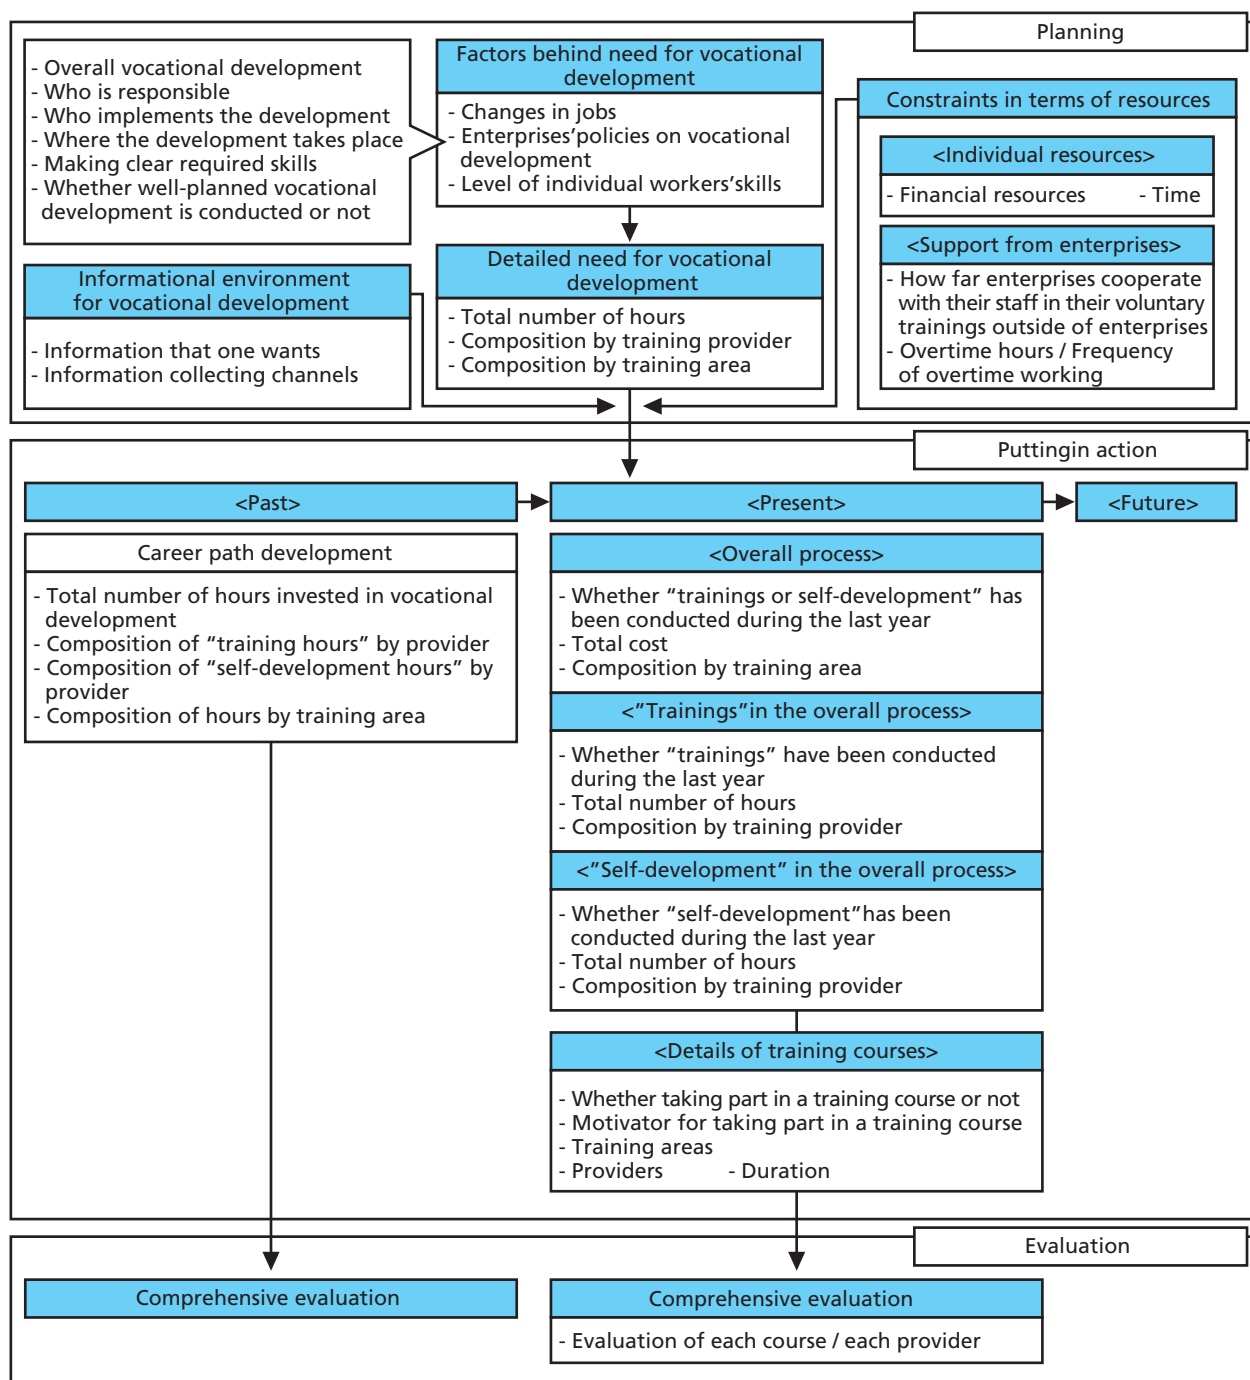 Planning
- Overall vocational development
- Who is responsible
- Who implements the development
- Where the development takes place
- Making clear required skills
- Whether well-planned vocational
development is conducted or not
Factors behind need for vocational
development
- Changes in jobs
- Enterprises’policies on vocational
development
- Level of individual workers’skills
Constraints in terms of resources
<Individual resources>
- Financial resources - Time
<Support from enterprises>
- How far enterprises cooperate
with their staff in their voluntary
trainings outside of enterprises
- Overtime hours / Frequency
of overtime working
Informational environment
for vocational development
- Information that one wants
- Information collecting channels
Detailed need for vocational
development
- Total number of hours
- Composition by training provider
- Composition by training area
Puttingin action
<Past>
<Present>
<Future>
Career path development
- Total number of hours invested in vocational
development
- Composition of “training hours” by provider
- Composition of “self-development hours” by
provider
- Composition of hours by training area
<Overall process>
- Whether “trainings or self-development” has
been conducted during the last year
- Total cost
- Composition by training area
<”Trainings”in the overall process>
- Whether “trainings” have been conducted
during the last year
- Total number of hours
- Composition by training provider
<”Self-development” in the overall process>
- Whether “self-development”has been
conducted during the last year
- Total number of hours
- Composition by training provider
<Details of training courses>
- Whether taking part in a training course or not
- Motivator for taking part in a training course
- Training areas
- Providers - Duration
Evaluation
Comprehensive evaluation
Comprehensive evaluation
- Evaluation of each course / each provider